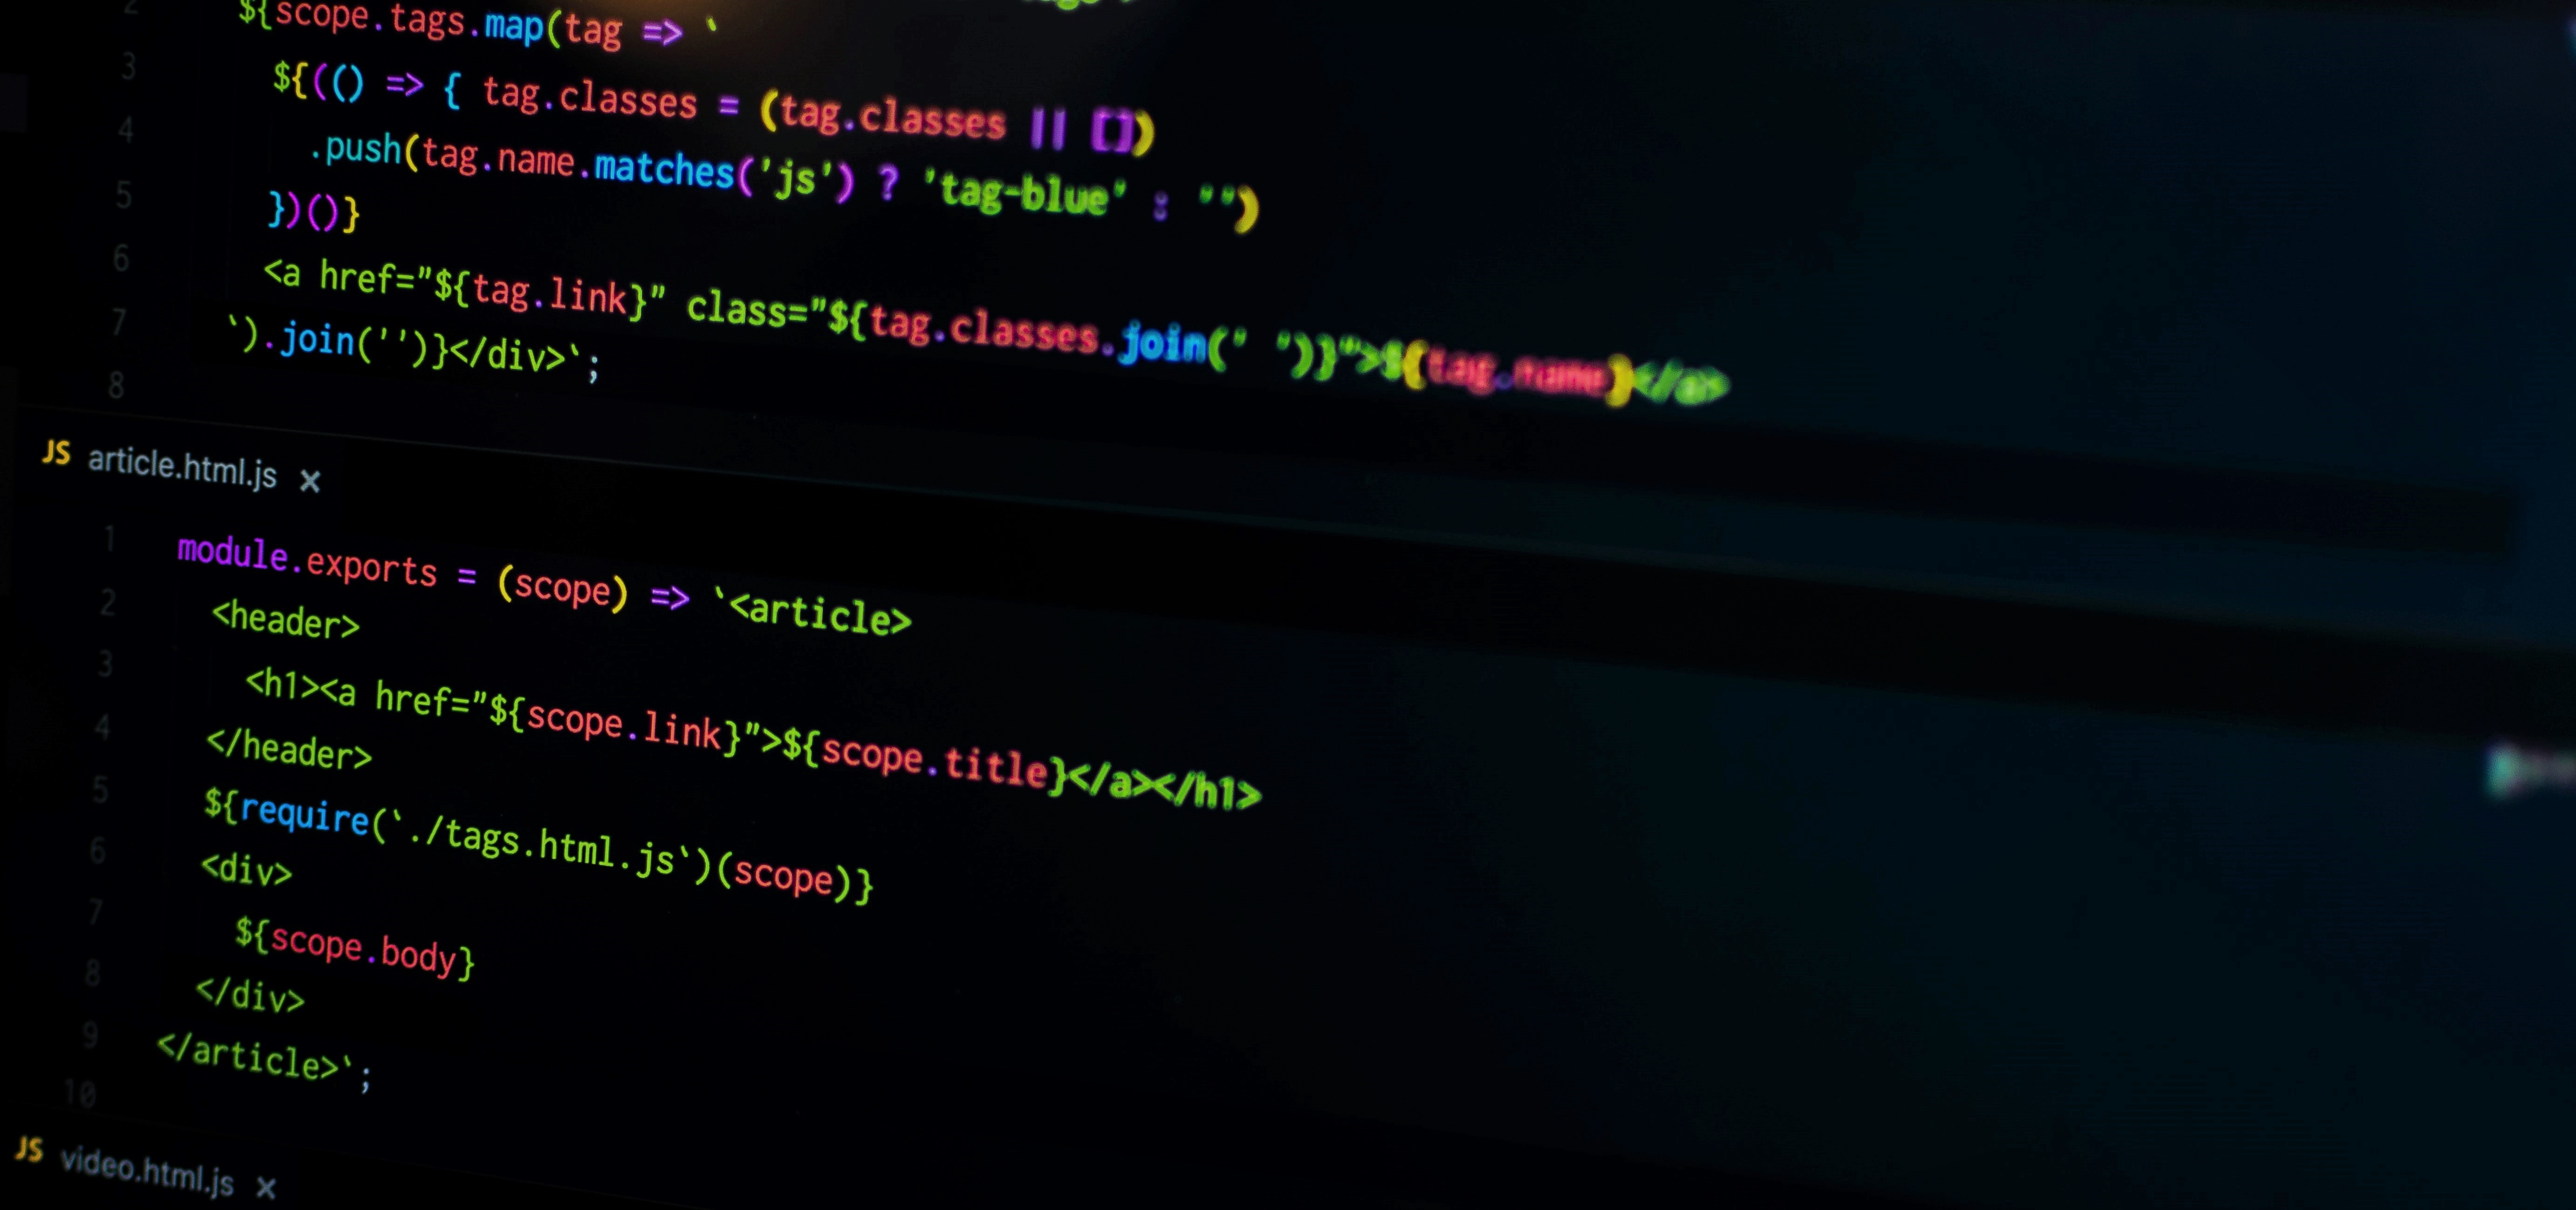 2
${scope.tags.map(tag => `
3
${(() => { tag.classes = (tag.classes || [])
4
.push(tag.name.matches('js') ? 'tag-blue' : '')
5
})()}
6
<a href="${tag.link}" class="${tag.classes.join(' ')}">${tag.name}</a>
7
`).join('')}</div>`;
8
JS article.html.js ×
1
module.exports = (scope) => `<article>
2
<header>
3
<h1><a href="${scope.link}">${scope.title}</a></h1>
4
</header>
5
${require(`./tags.html.js`)(scope)}
6
<div>
7
${scope.body}
8
</div>
9
</article>`;
10
JS video.html.js ×